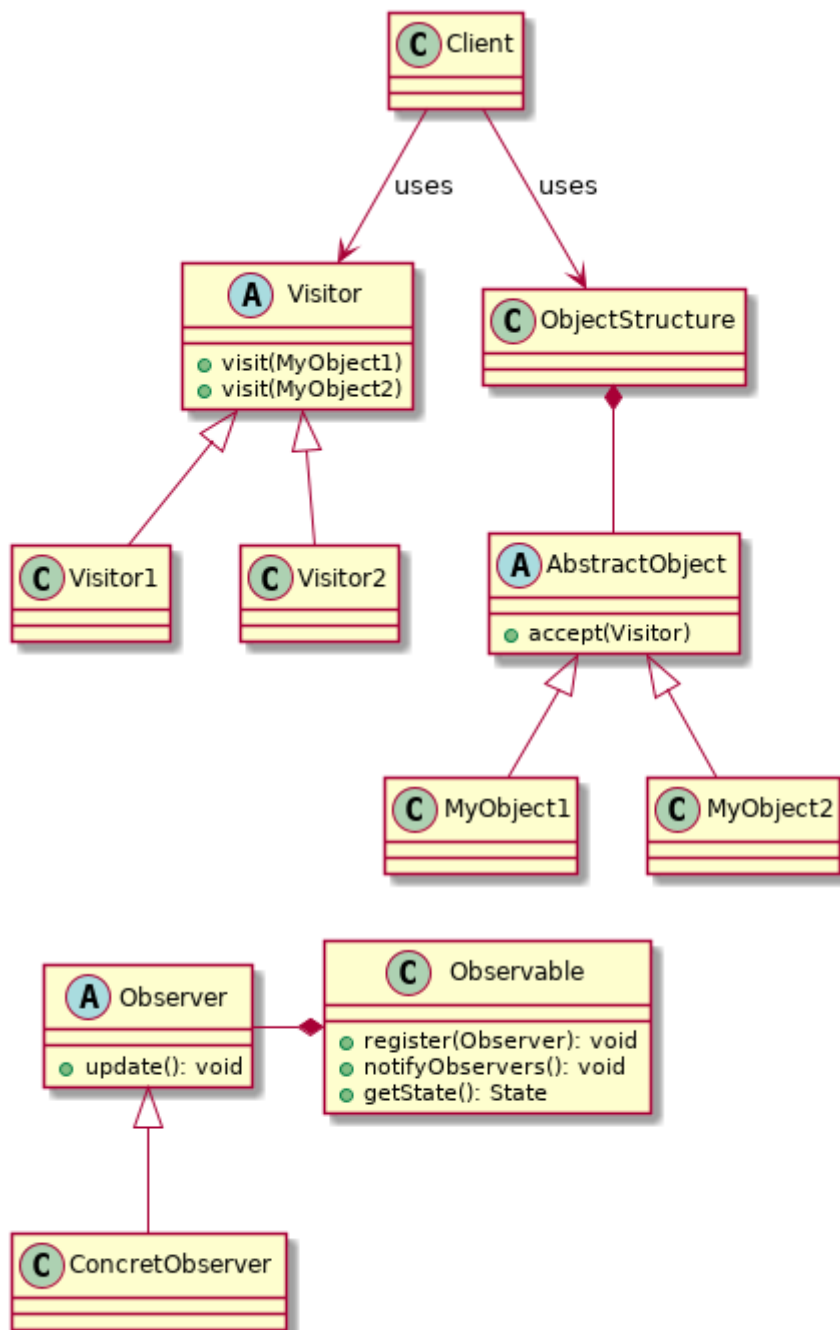 C Client
uses
uses
A Visitor
visit(MyObject1)
visit(MyObject2)
C ObjectStructure
C Visitor1
C Visitor2
A AbstractObject
accept(Visitor)
C MyObject1
C MyObject2
A Observer
update(): void
C Observable
register(Observer): void
notifyObservers(): void
getState(): State
C ConcretObserver